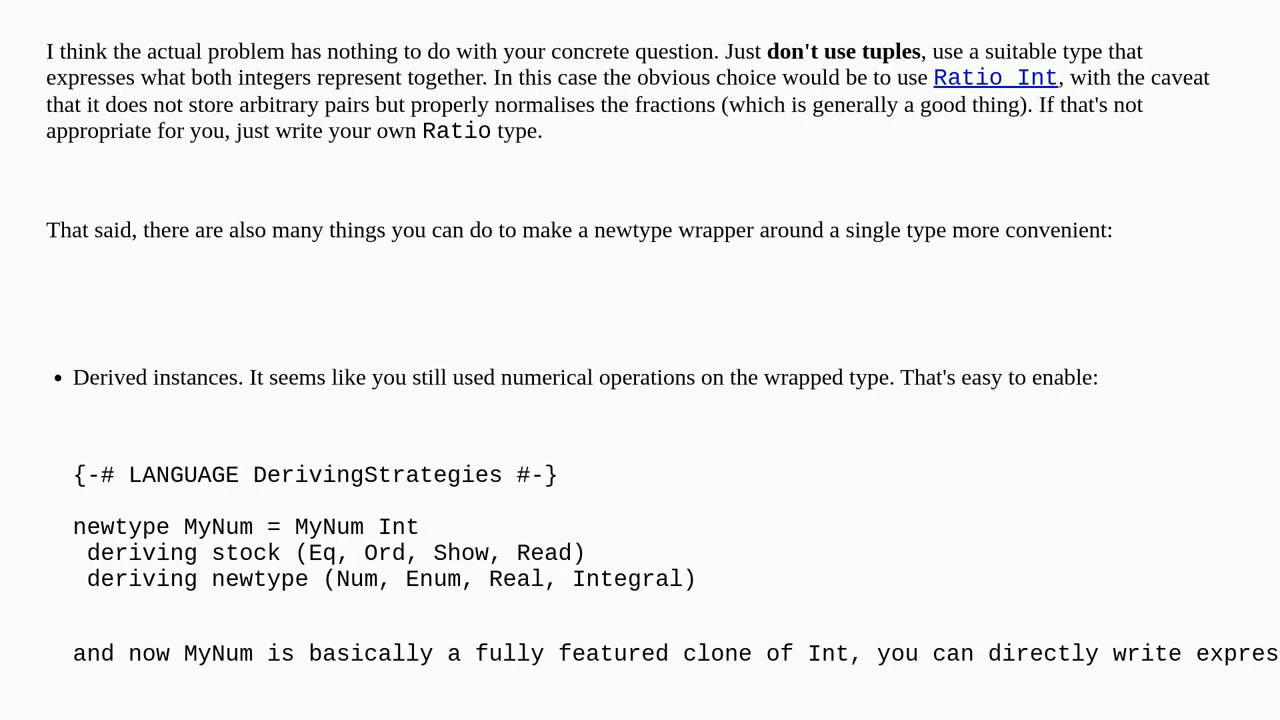 I think the actual problem has nothing to do with your concrete question. Just don't use tuples, use a suitable type that
expresses what both integers represent together. In this case the obvious choice would be to use Ratio Int, with the caveat
that it does not store arbitrary pairs but properly normalises the fractions (which is generally a good thing). If that's not
appropriate for you, just write your own Ratio type.
That said, there are also many things you can do to make a newtype wrapper around a single type more convenient:
• Derived instances. It seems like you still used numerical operations on the wrapped type. That's easy to enable:
{-# LANGUAGE DerivingStrategies #-}
newtype MyNum = MyNum Int
 deriving stock (Eq, Ord, Show, Read)
 deriving newtype (Num, Enum, Real, Integral)
and now MyNum is basically a fully featured clone of Int, you can directly write expres